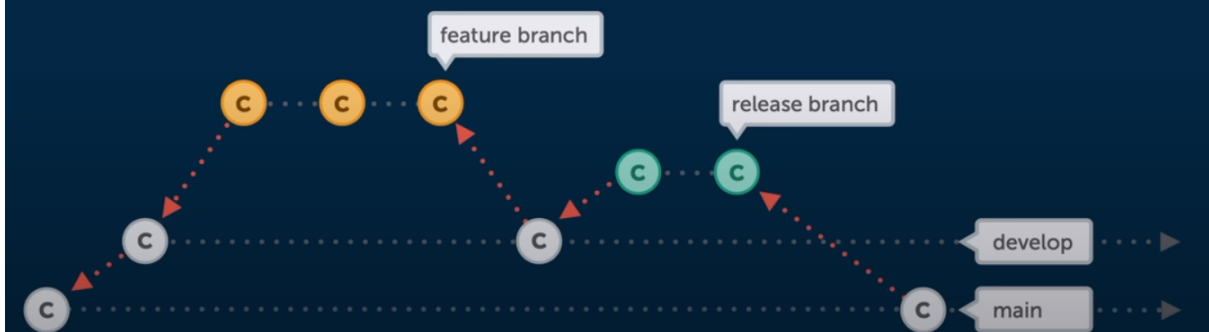 feature branch
C C C
release branch
C C
C C
develop
C C
main